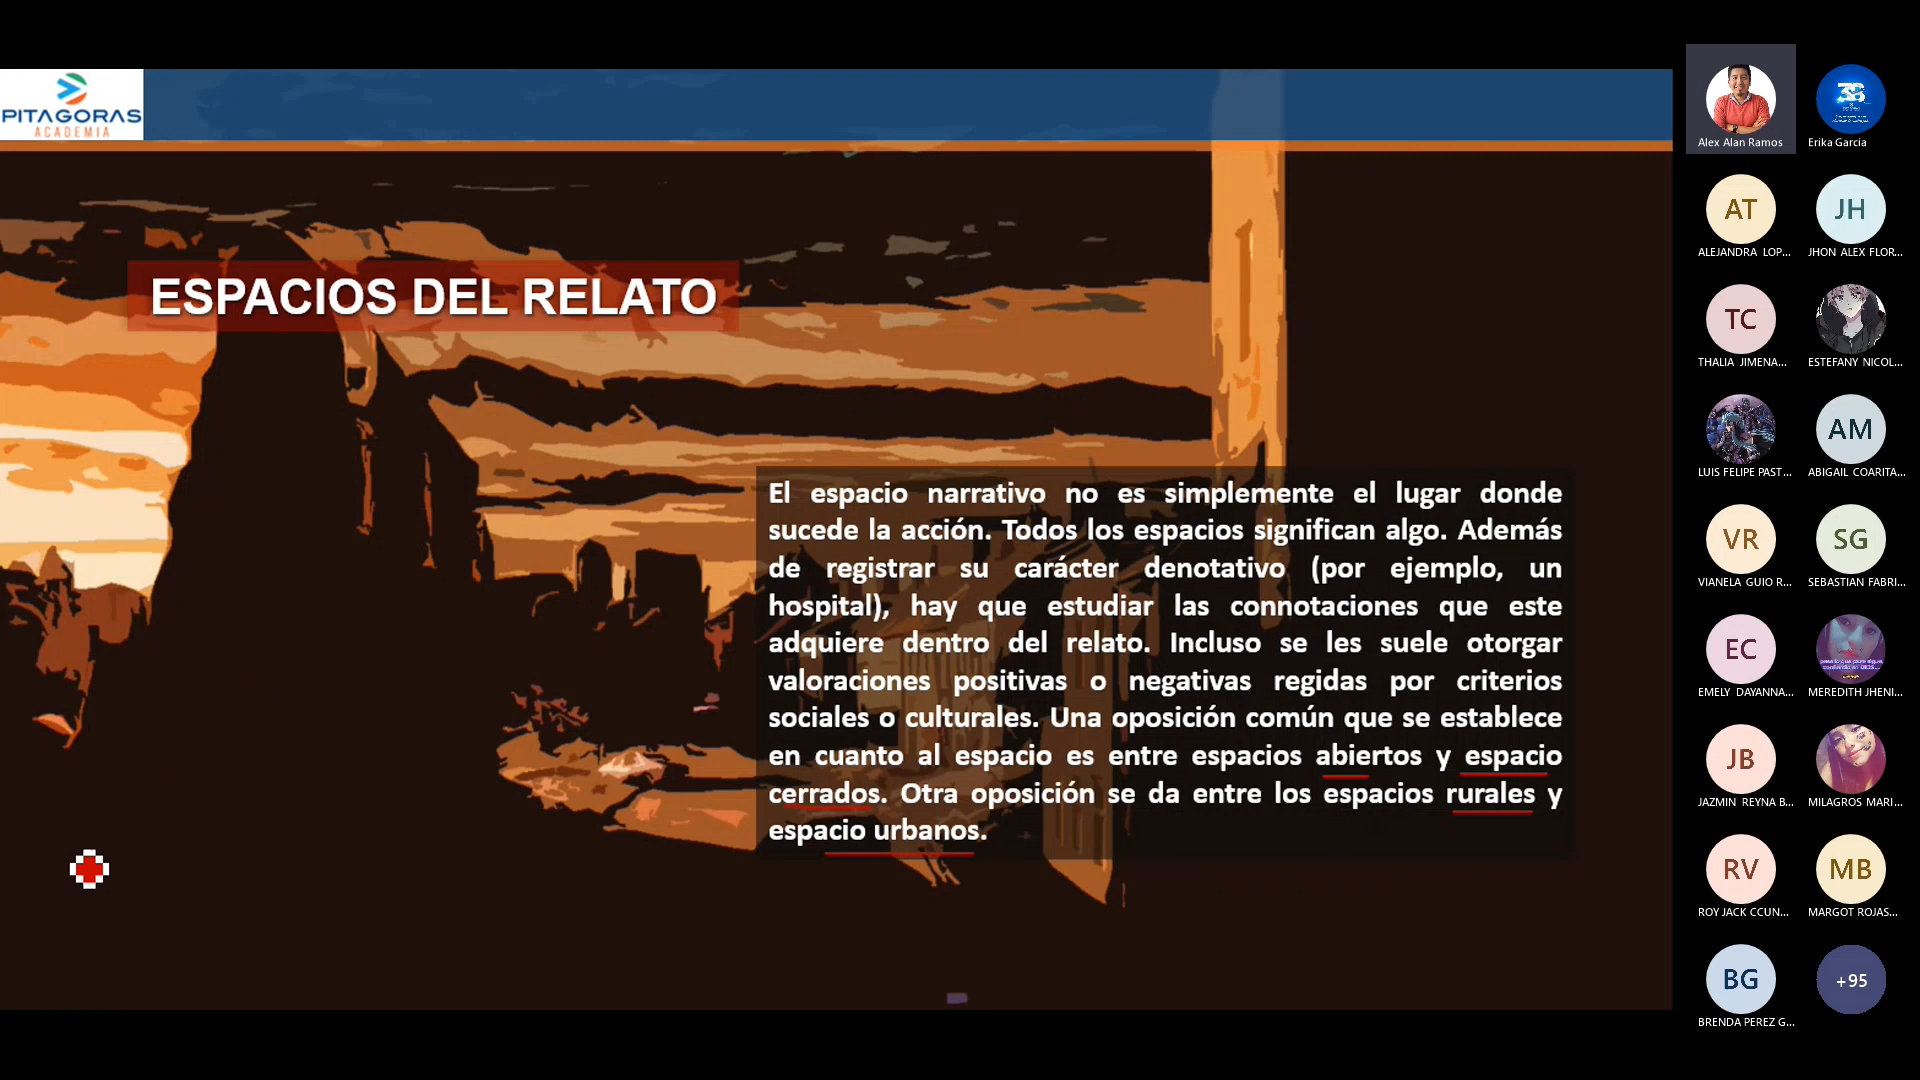 PITAGORAS
ACADEMIA
ESPACIOS DEL RELATO
El espacio narrativo no es simplemente el lugar donde
sucede la acción. Todos los espacios significan algo. Además
de registrar su carácter denotativo (por ejemplo, un
hospital), hay que estudiar las connotaciones que este
adquiere dentro del relato. Incluso se les suele otorgar
valoraciones positivas o negativas regidas por criterios
sociales o culturales. Una oposición común que se establece
en cuanto al espacio es entre espacios abiertos y espacio
cerrados. Otra oposición se da entre los espacios rurales y
espacio urbanos.
Alex Alan Ramos
Erika Garcia
AT
ALEJANDRA LOP...
JH
JHON ALEX FLOR...
TC
THALIA JIMENA...
ESTEFANY NICOL...
LUIS FELIPE PAST...
AM
ABIGAIL COARITA...
VR
VIANELA GUIO R...
SG
SEBASTIAN FABRI...
EC
EMELY DAYANNA...
MEREDITH JHENI...
JB
JAZMIN REYNA B...
MILAGROS MARI...
RV
ROY JACK CCUN...
MB
MARGOT ROJAS...
BG
BRENDA PEREZ G...
+95